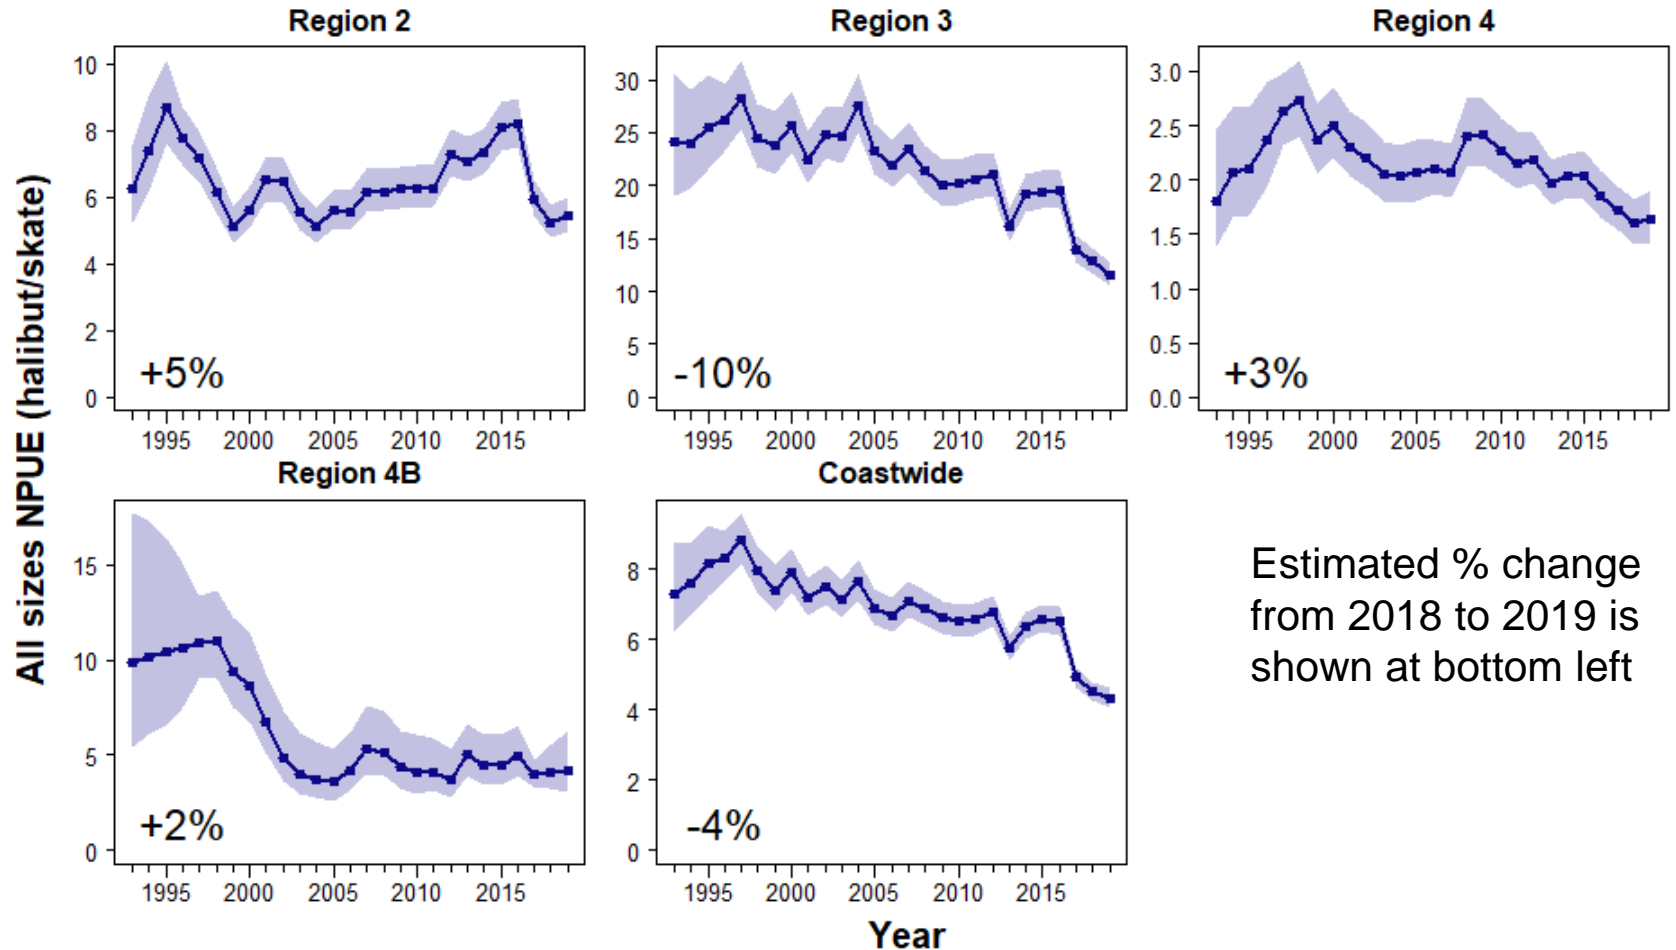 Region 2
Region 3
Region 4
All sizes NPUE (halibut/skate)
10
8
6
4
2
0
+5%
1995 2000 2005 2010 2015
30
25
20
15
10
5
0
-10%
1995 2000 2005 2010 2015
3.0
2.5
2.0
1.5
1.0
0.5
0.0
+3%
1995 2000 2005 2010 2015
Region 4B
Coastwide
15
10
5
0
+2%
1995 2000 2005 2010 2015
8
6
4
2
0
-4%
1995 2000 2005 2010 2015
Year
Estimated % change
from 2018 to 2019 is
shown at bottom left